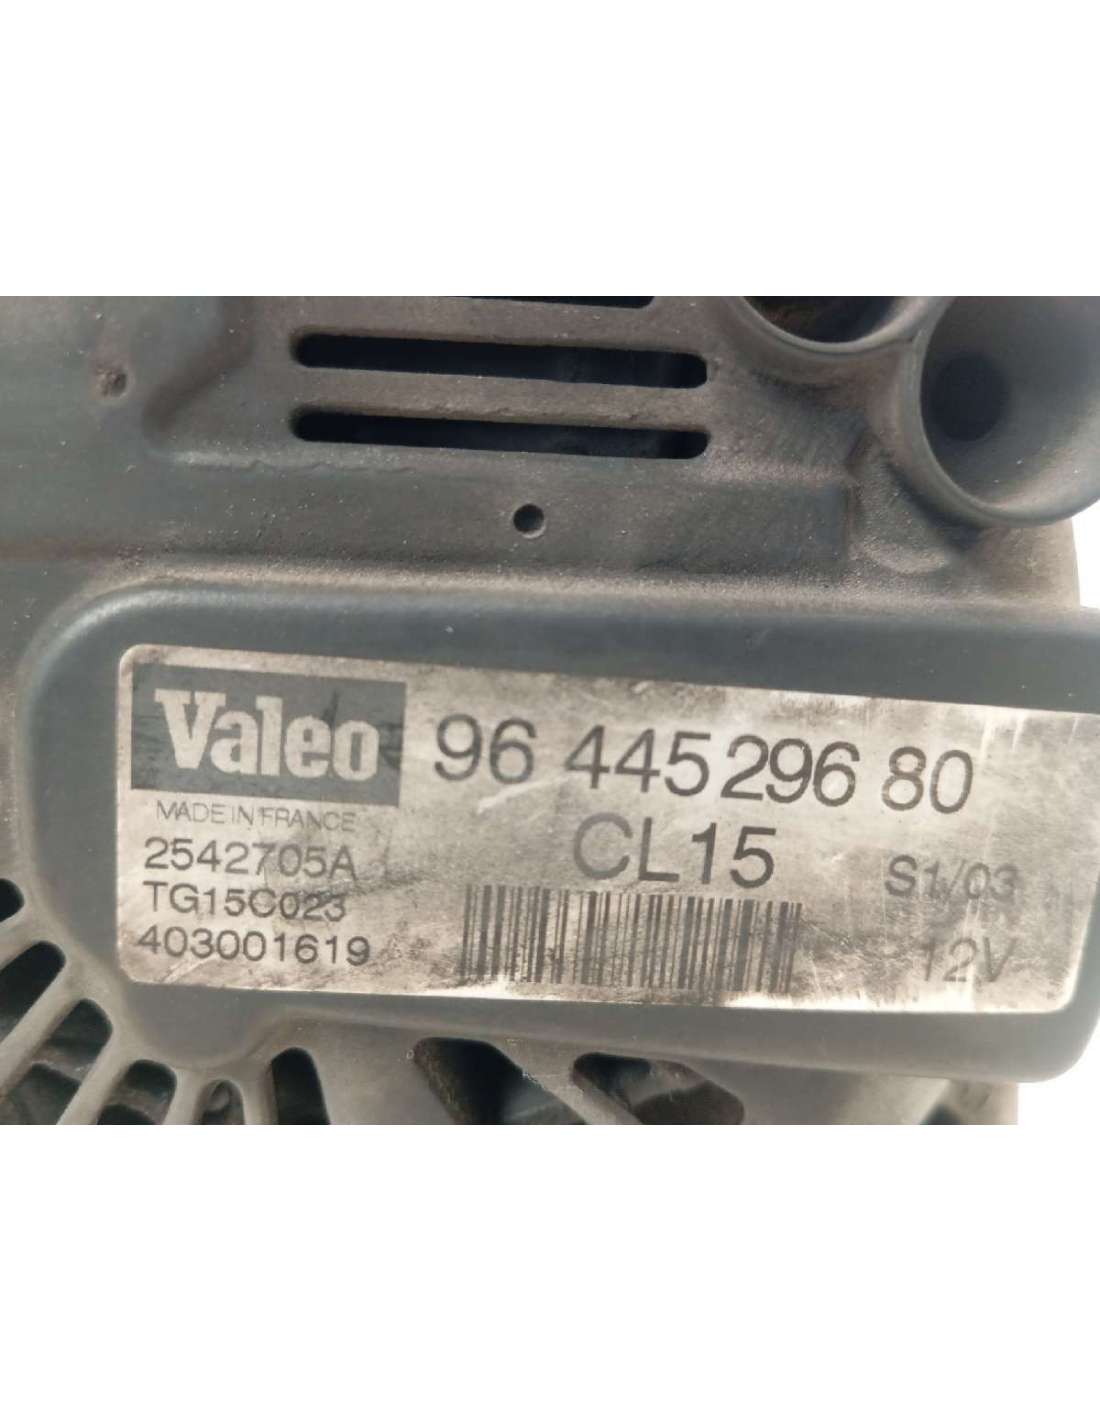 Valeo
96 445 296 80
MADE IN FRANCE
CL15
2542705A
S1/03
TG15C023
403001619
12V